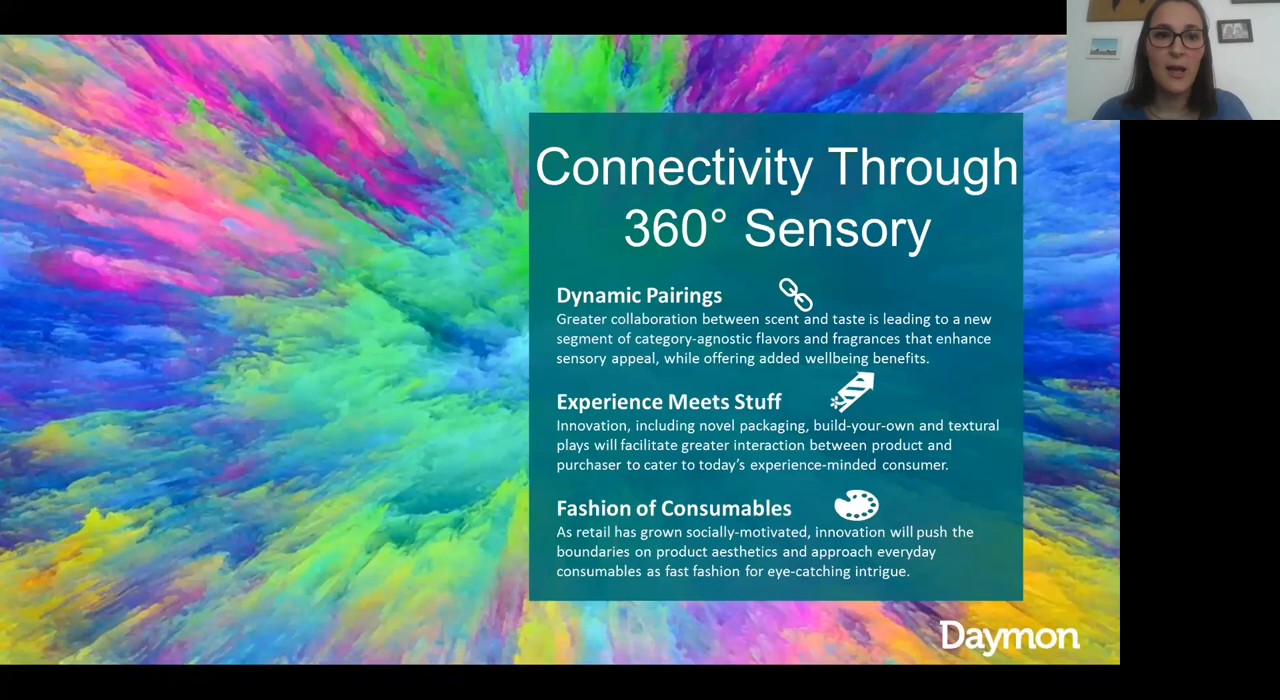 Connectivity Through
360° Sensory
Dynamic Pairings
Greater collaboration between scent and taste is leading to a new
segment of category-agnostic flavors and fragrances that enhance
sensory appeal, while offering added wellbeing benefits.
Experience Meets Stuff
Innovation, including novel packaging, build-your-own and textural
plays will facilitate greater interaction between product and
purchaser to cater to today's experience-minded consumer.
Fashion of Consumables
As retail has grown socially-motivated, innovation will push the
boundaries on product aesthetics and approach everyday
consumables as fast fashion for eye-catching intrigue.
Daymon